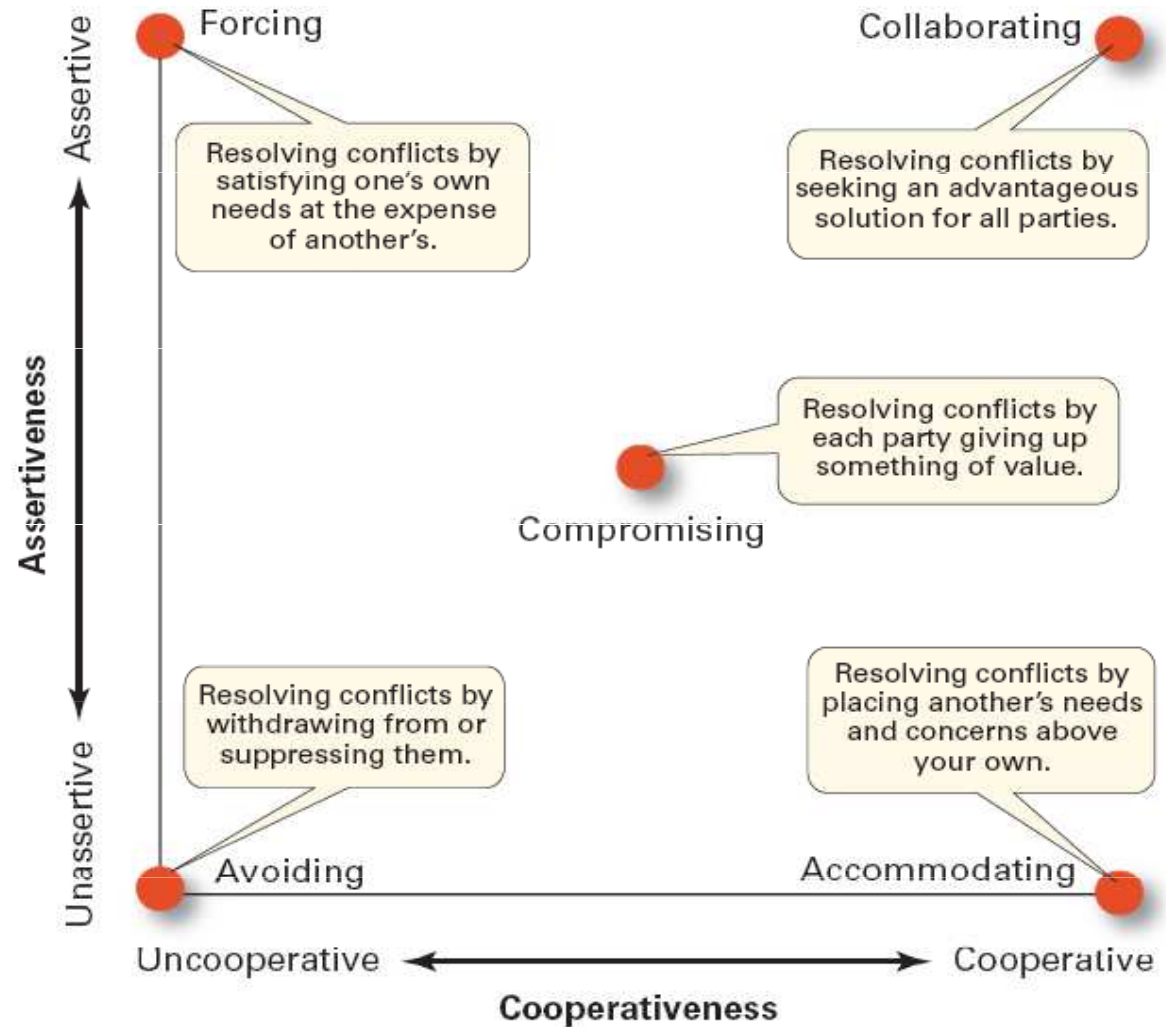 Forcing
Collaborating
Assertive
Resolving conflicts by
satisfying one's own
needs at the expense
of another's.
Resolving conflicts by
seeking an advantageous
solution for all parties.
Assertiveness
Resolving conflicts by
each party giving up
something of value.
Compromising
Resolving conflicts by
withdrawing from or
suppressing them.
Resolving conflicts by
placing another's needs
and concerns above
your own.
Unassertive
Avoiding
Accommodating
Uncooperative
Cooperative
Cooperativeness